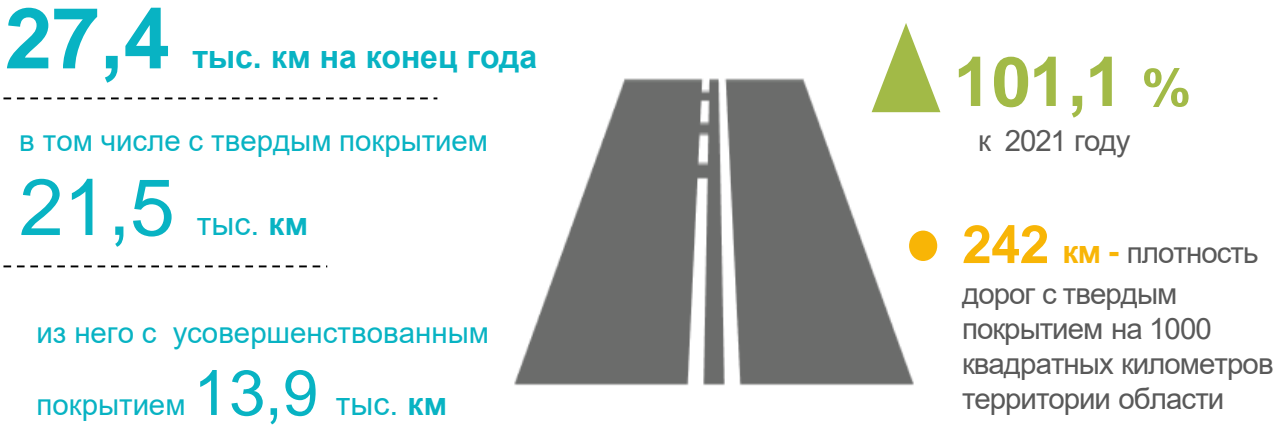 27,4 тыс. км на конец года
в том числе с твердым покрытием
21,5 тыс. км
из него с усовершенствованным
покрытием 13,9 тыс. км
101,1 %
к 2021 году
242 км - плотность
дорог с твердым
покрытием на 1000
квадратных километров
территории области